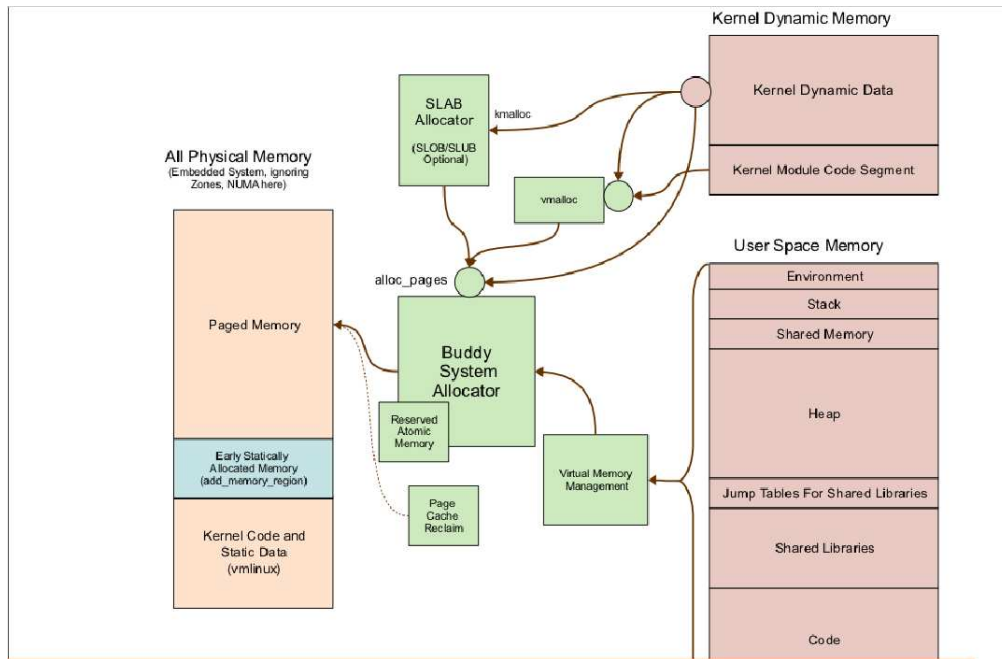 Kernel Dynamic Memory
Kernel Dynamic Data
Kernel Module Code Segment
SLAB
Allocator
(SLOB/SLUB
Optional)
kmalloc
vmalloc
All Physical Memory
(Embedded System, ignoring
Zones, NUMA here)
Paged Memory
Early Statically
Allocated Memory
(add_memory_region)
Kernel Code and
Static Data
(vmlinux)
alloc_pages
Buddy
System
Allocator
Reserved
Atomic
Memory
Page
Cache
Reclaim
Virtual Memory
Management
User Space Memory
Environment
Stack
Shared Memory
Heap
Jump Tables For Shared Libraries
Shared Libraries
Code